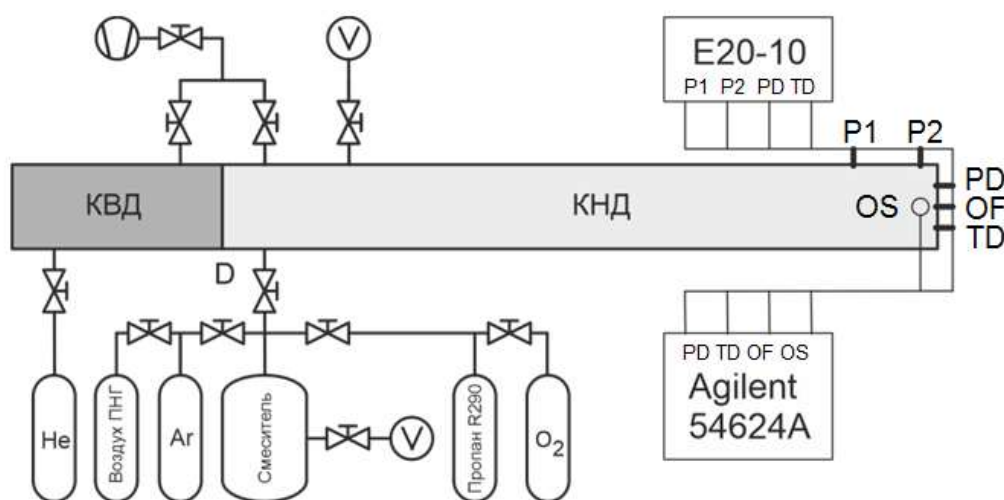 V
E20-10
P1 P2 PD TD
P1 P2
КВД
КНД
OS
PD
OF
TD
D
He
Воздух ПНГ
Ar
Смеситель
V
Пропан R290
O2
PD TD OF OS
Agilent
54624A